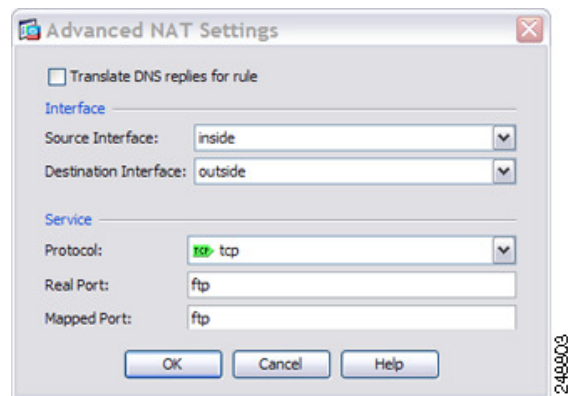 Advanced NAT Settings
Translate DNS replies for rule
Interface
Source Interface: inside
Destination Interface: outside
Service
Protocol: TCP tcp
Real Port: ftp
Mapped Port: ftp
OK Cancel Help
248803